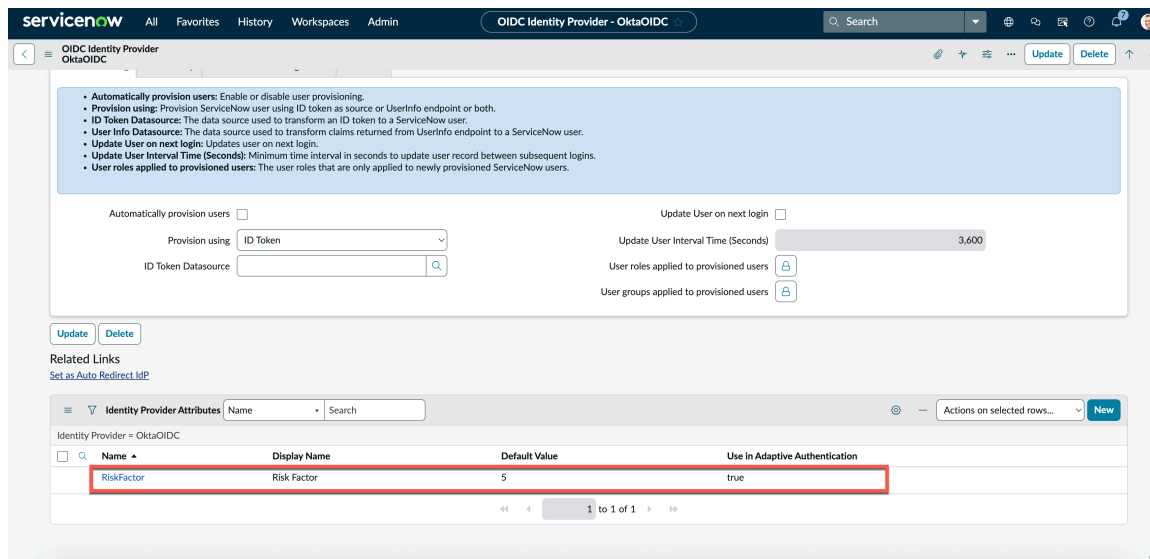 servicenow All Favorites History Workspaces Admin OIDC Identity Provider - OktaOIDC Search 7
OIDC Identity Provider
OktaOIDC
Update Delete
• Automatically provision users: Enable or disable user provisioning.
• Provision using: Provision ServiceNow user using ID token as source or UserInfo endpoint or both.
• ID Token Datasource: The data source used to transform an ID token to a ServiceNow user.
• User Info Datasource: The data source used to transform claims returned from UserInfo endpoint to a ServiceNow user.
• Update User on next login: Updates user on next login.
• Update User Interval Time (Seconds): Minimum time interval in seconds to update user record between subsequent logins.
• User roles applied to provisioned users: The user roles that are only applied to newly provisioned ServiceNow users.
Automatically provision users Update User on next login
Provision using ID Token Update User Interval Time (Seconds) 3,600
ID Token Datasource User roles applied to provisioned users
User groups applied to provisioned users
Update Delete
Related Links
Set as Auto Redirect IdP
Identity Provider Attributes Name Search Actions on selected rows... New
Identity Provider = OktaOIDC
Name Display Name Default Value Use in Adaptive Authentication
RiskFactor Risk Factor 5 true
1 to 1 of 1